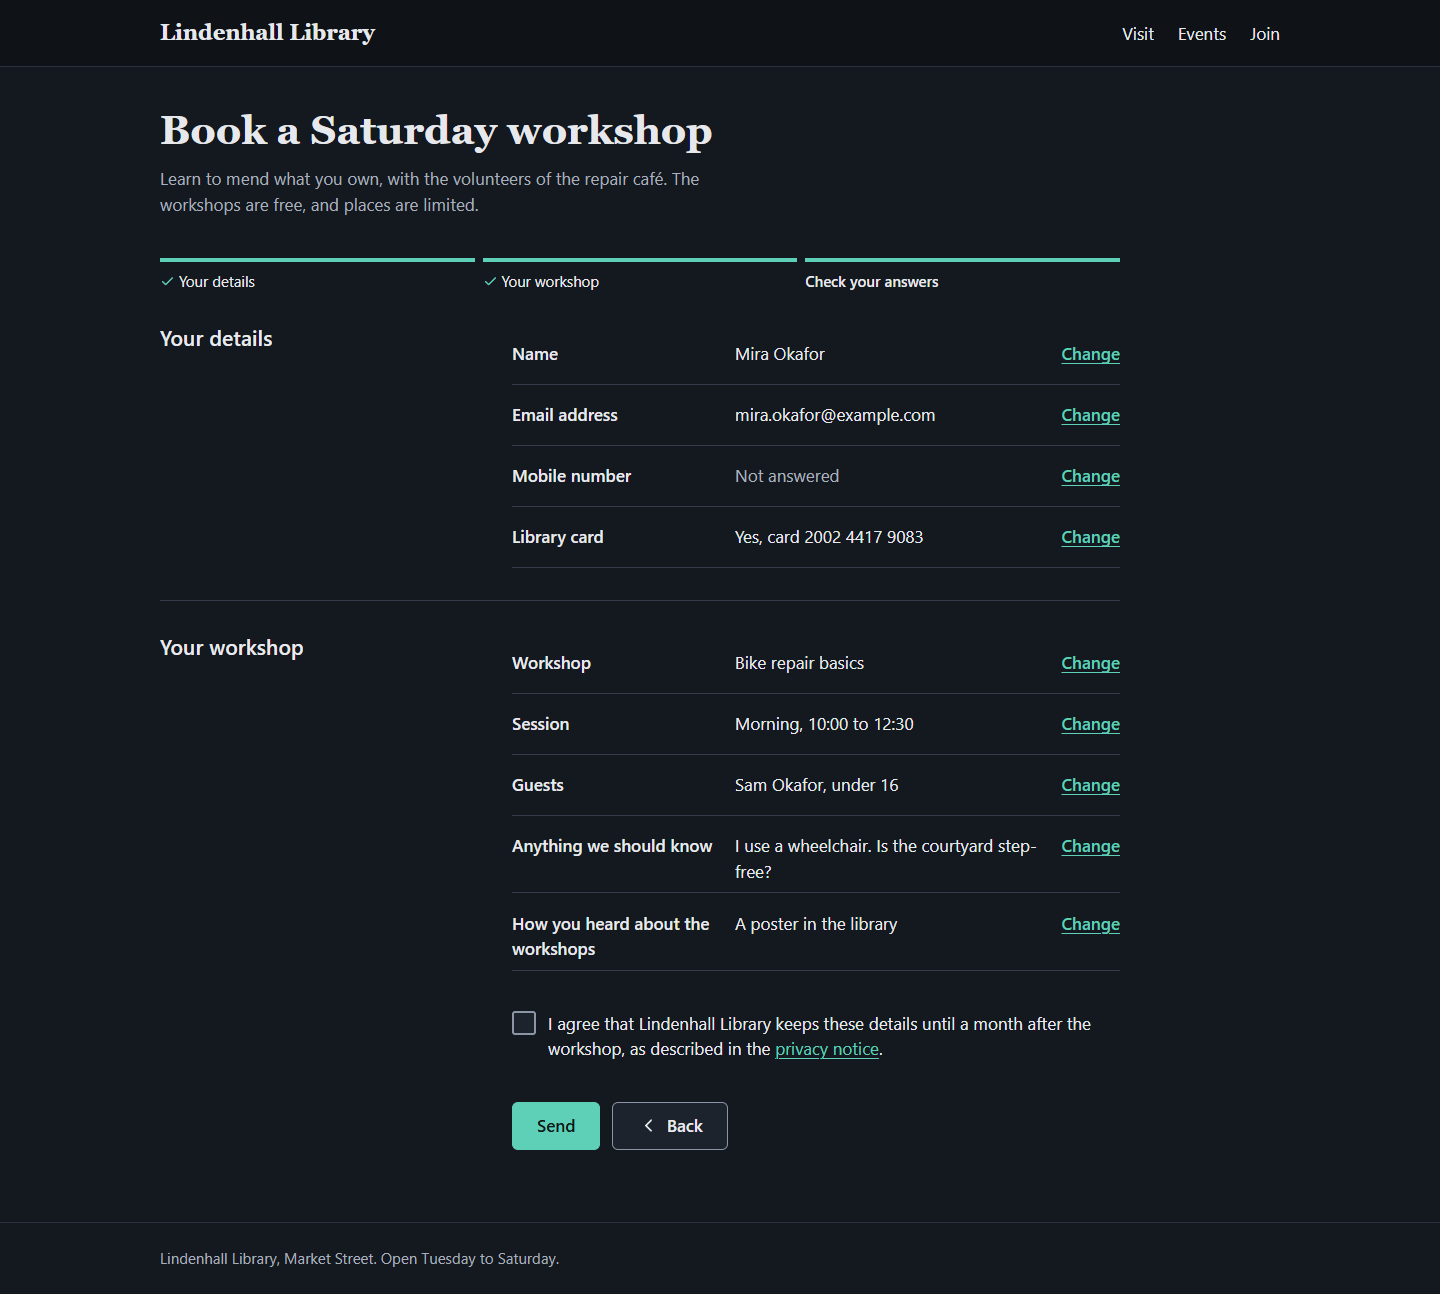 Lindenhall Library
Visit Events Join
Book a Saturday workshop
Learn to mend what you own, with the volunteers of the repair café. The
workshops are free, and places are limited.
Your details
Your workshop
Check your answers
Your details
Name Mira Okafor Change
Email address mira.okafor@example.com Change
Mobile number Not answered Change
Library card Yes, card 2002 4417 9083 Change
Your workshop
Workshop Bike repair basics Change
Session Morning, 10:00 to 12:30 Change
Guests Sam Okafor, under 16 Change
Anything we should know I use a wheelchair. Is the courtyard step- Change
free?
How you heard about the A poster in the library Change
workshops
I agree that Lindenhall Library keeps these details until a month after the
workshop, as described in the privacy notice.
Send Back
Lindenhall Library, Market Street. Open Tuesday to Saturday.